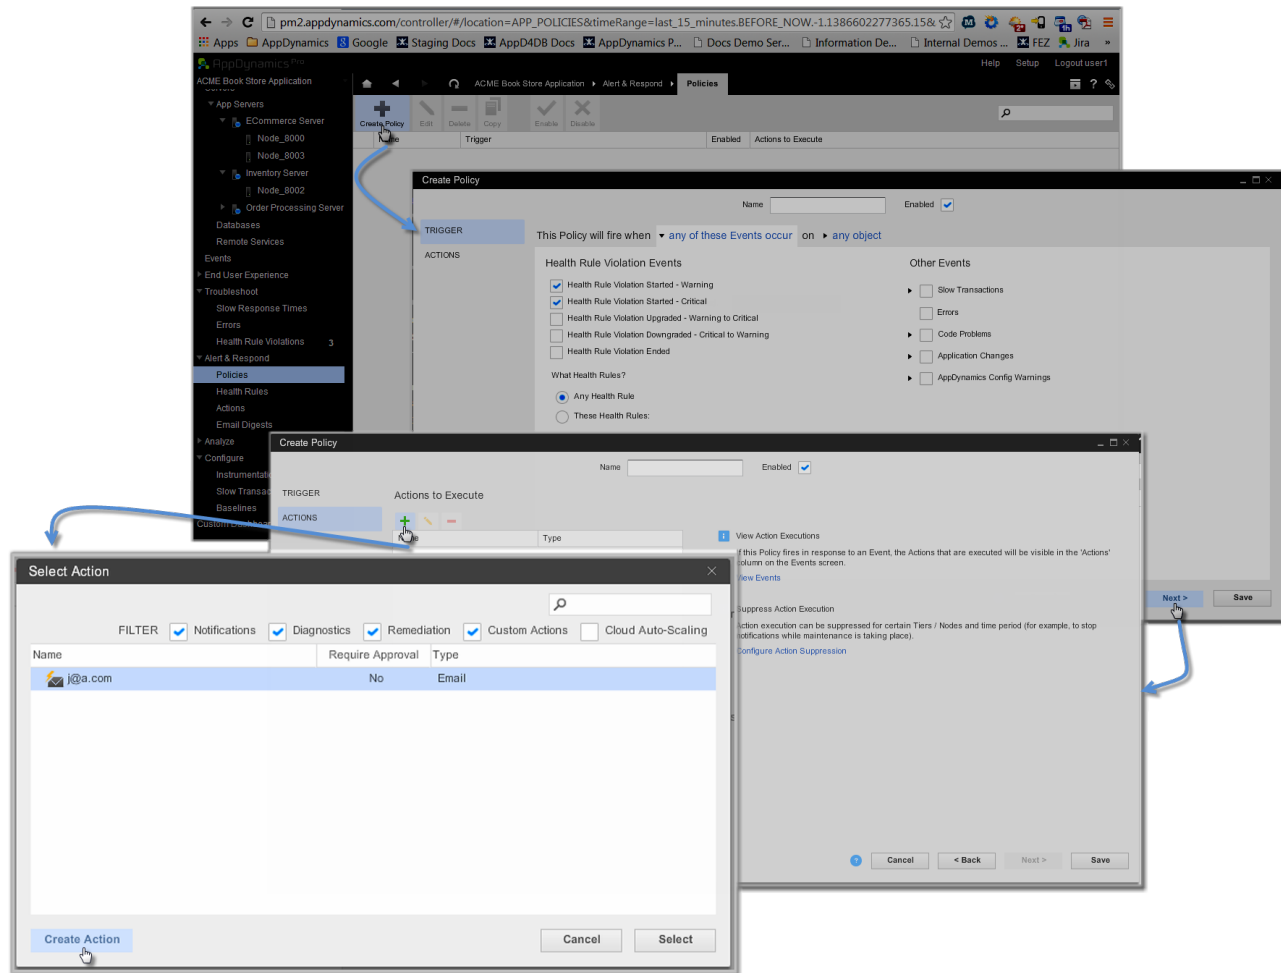 pm2.appdynamics.com/controller/#/location=APP_POLICIES&timeRange=last_15_minutes.BEFORE_NOW.-1.1386602277365.15&
Apps AppDynamics Google Staging Docs AppD4DB Docs AppDynamics P... Docs Demo Ser... Information De... Internal Demos ... FEZ Jira »
AppDynamics Pro Help Setup Logout user1
ACME Book Store Application
ACME Book Store Application Alert & Respond Policies
Servers
App Servers
ECommerce Server
Node_8000
Node_8003
Inventory Server
Node_8002
Order Processing Server
Databases
Remote Services
Events
End User Experience
Troubleshoot
Slow Response Times
Errors
Health Rule Violations 3
Alert & Respond
Policies
Health Rules
Actions
Email Digests
Analyze
Configure
Instrumentati
Slow Transac
Baselines
Custom Dashboar
Create Policy Edit Delete Copy Enable Disable
Name Trigger Enabled Actions to Execute
Create Policy
Name Enabled
TRIGGER
ACTIONS
This Policy will fire when any of these Events occur on any object
Health Rule Violation Events
Health Rule Violation Started - Warning
Health Rule Violation Started - Critical
Health Rule Violation Upgraded - Warning to Critical
Health Rule Violation Downgraded - Critical to Warning
Health Rule Violation Ended
What Health Rules?
Any Health Rule
These Health Rules:
Other Events
Slow Transactions
Errors
Code Problems
Application Changes
AppDynamics Config Warnings
Next > Save
Create Policy
Name Enabled
TRIGGER
ACTIONS
Actions to Execute
Name Type
View Action Executions
If this Policy fires in response to an Event, the Actions that are executed will be visible in the 'Actions'
column on the Events screen.
View Events
Suppress Action Execution
Action execution can be suppressed for certain Tiers / Nodes and time period (for example, to stop
notifications while maintenance is taking place).
Configure Action Suppression
Cancel < Back Next > Save
Select Action
FILTER Notifications Diagnostics Remediation Custom Actions Cloud Auto-Scaling
Name Require Approval Type
j@a.com No Email
Create Action Cancel Select